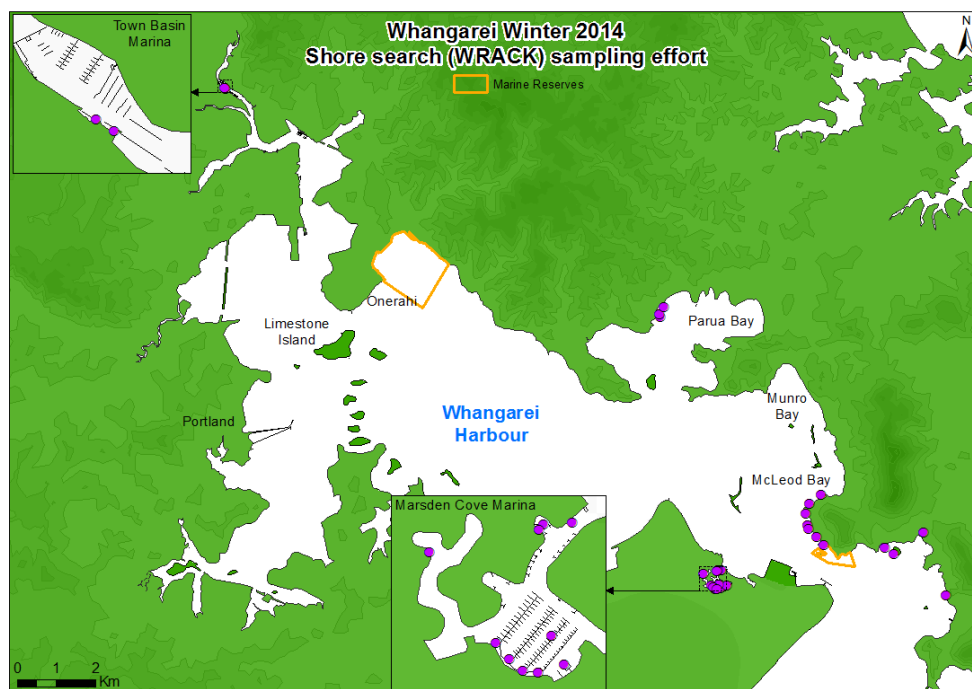 Whangarei Winter 2014
Shore search (WRACK) sampling effort
Marine Reserves
Town Basin
Marina
N
Onerahi
Limestone
Island
Parua Bay
Portland
Whangarei
Harbour
Munro
Bay
McLeod Bay
Marsden Cove Marina
0 1 2
Km